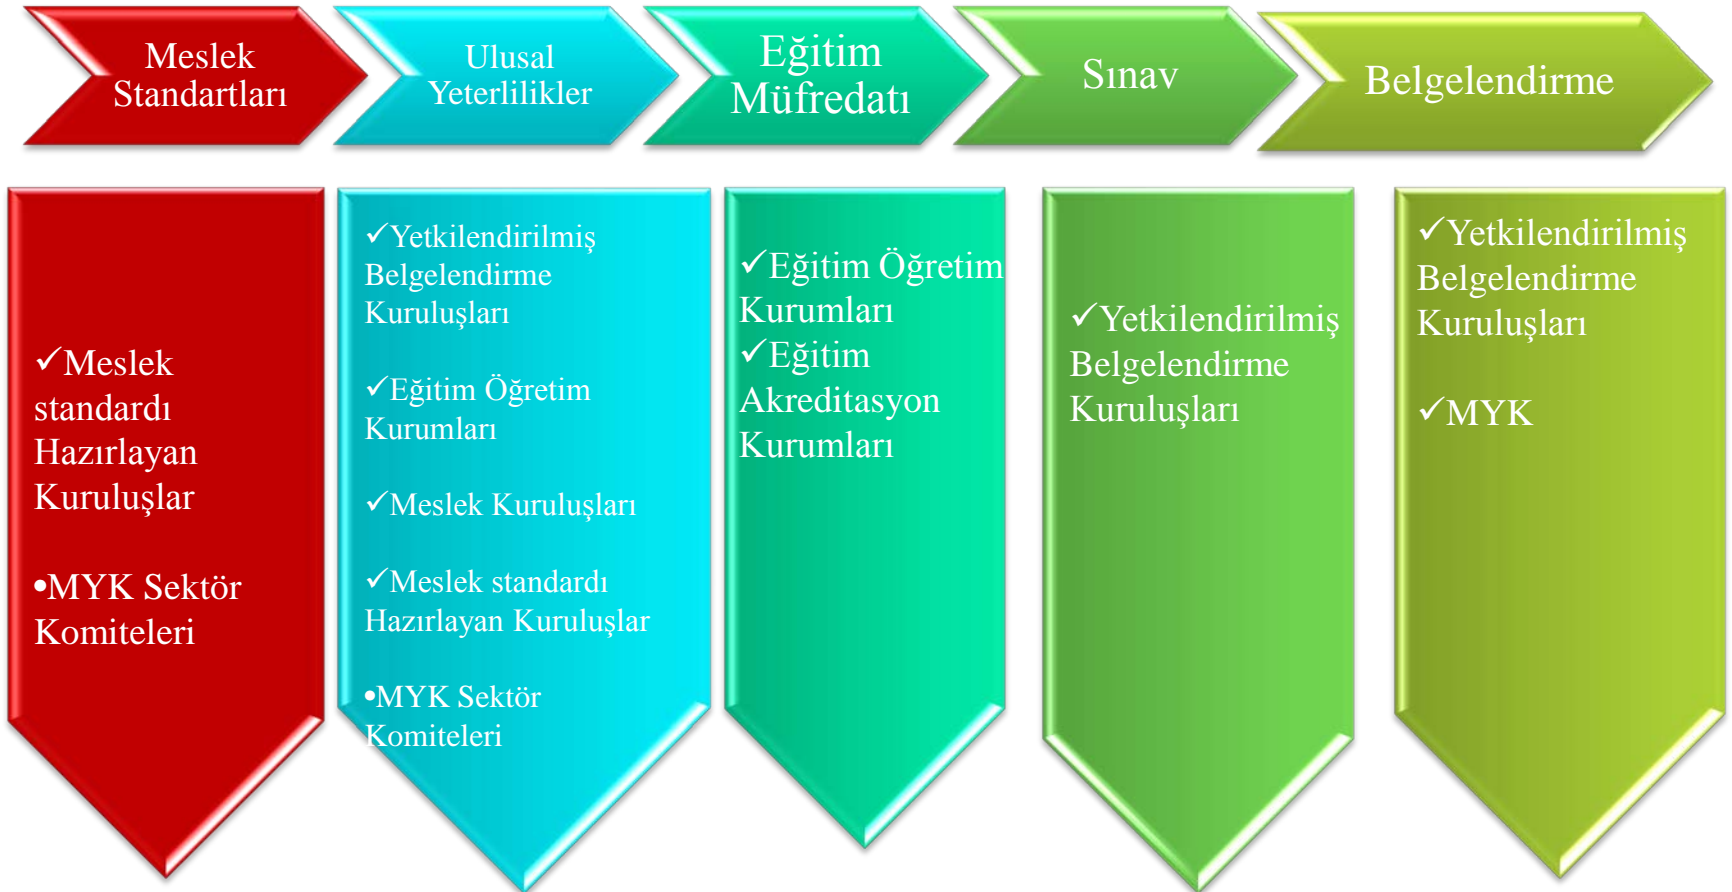 Meslek
Standartları
Ulusal
Yeterlilikler
Eğitim
Müfredatı
Sınav
Belgelendirme
✓Meslek
standardı
Hazırlayan
Kuruluşlar
•MYK Sektör
Komiteleri
✓Yetkilendirilmiş
Belgelendirme
Kuruluşları
✓Eğitim Öğretim
Kurumları
✓Meslek Kuruluşları
✓Meslek standardı
Hazırlayan Kuruluşlar
•MYK Sektör
Komiteleri
✓Eğitim Öğretim
Kurumları
✓Eğitim
Akreditasyon
Kurumları
✓Yetkilendirilmiş
Belgelendirme
Kuruluşları
✓Yetkilendirilmiş
Belgelendirme
Kuruluşları
✓MYK